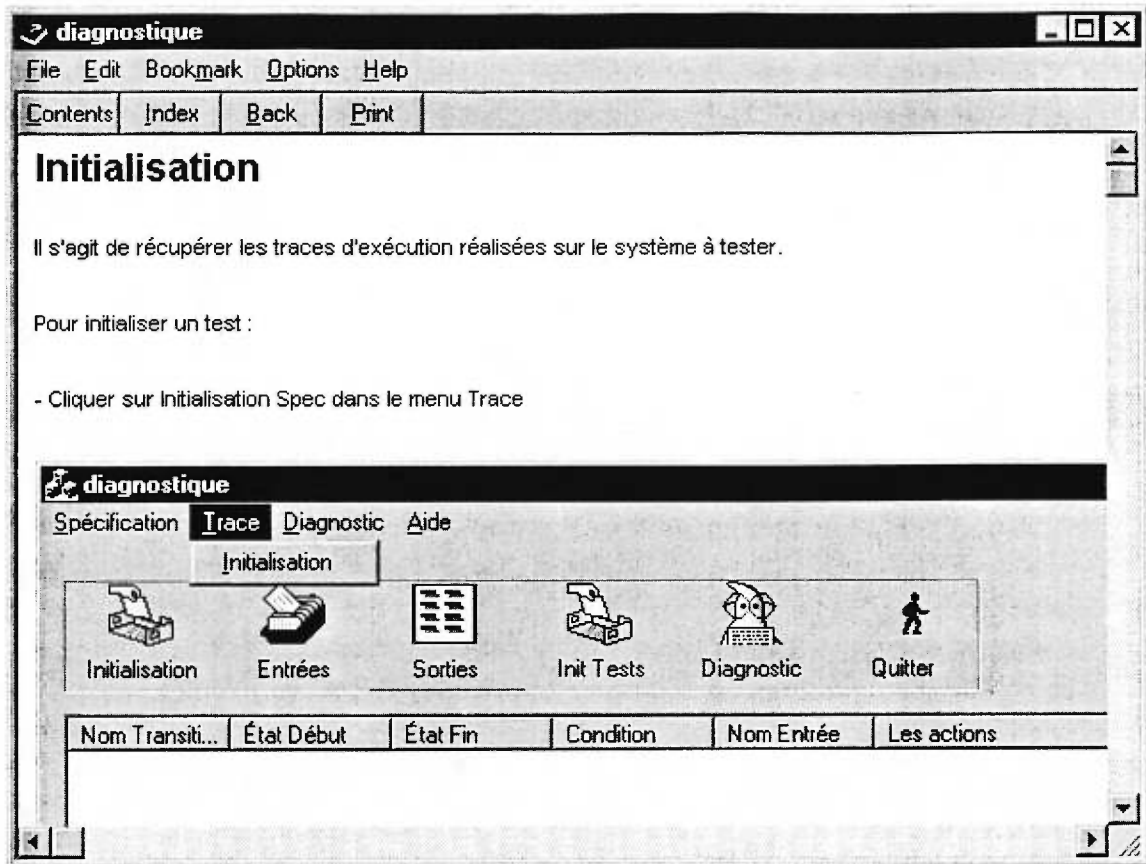 diagnostique
File Edit Bookmark Options Help
Contents Index Back Print
Initialisation
Il s'agit de récupérer les traces d'exécution réalisées sur le système à tester.
Pour initialiser un test :
- Cliquer sur Initialisation Spec dans le menu Trace
diagnostique
Spécification Trace Diagnostic Aide
Initialisation
Initialisation Entrées Sorties Init Tests Diagnostic Quitter
Nom Transiti... État Début État Fin Condition Nom Entrée Les actions